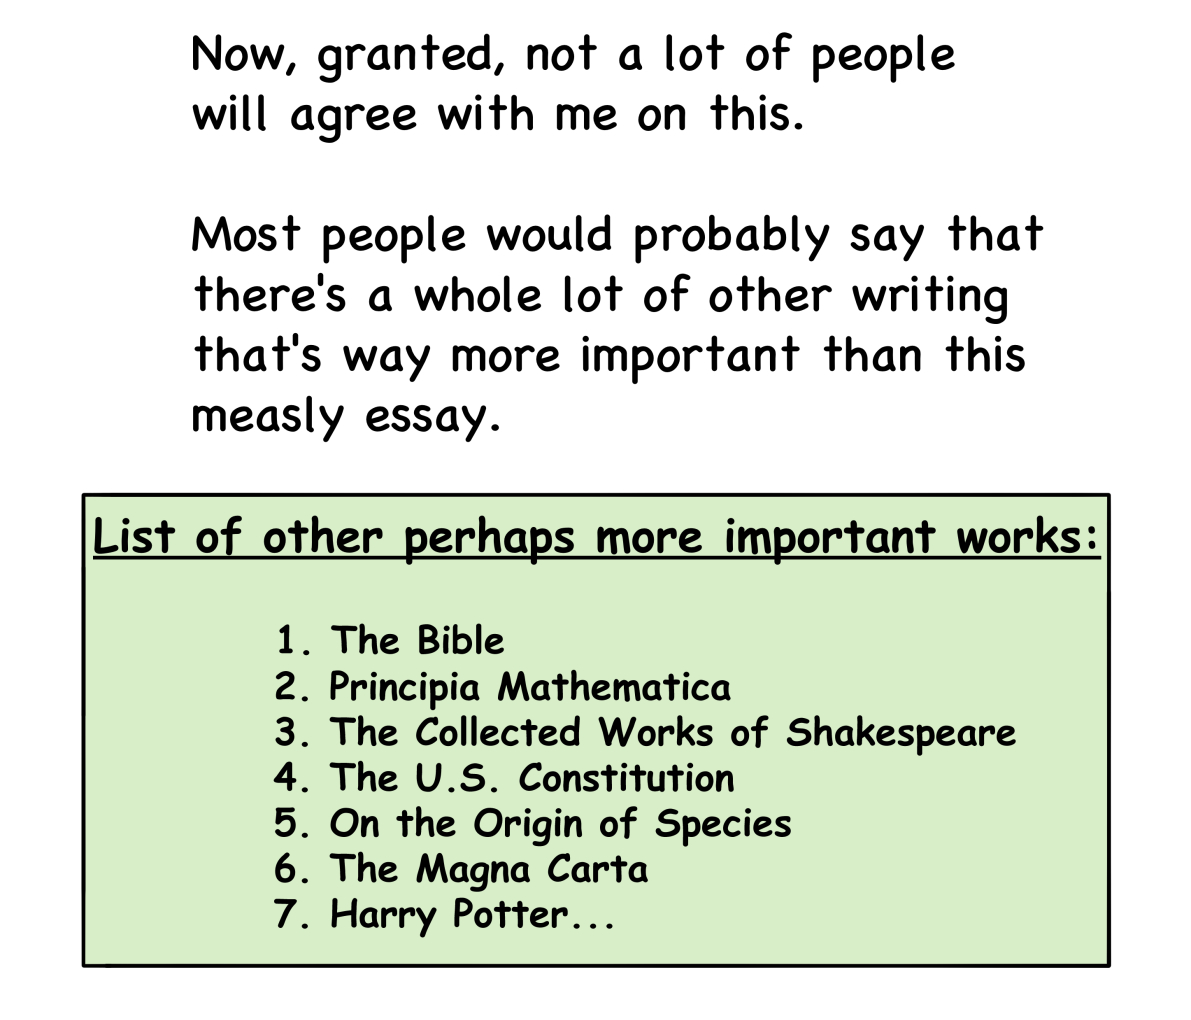 Now, granted, not a lot of people
will agree with me on this.
Most people would probably say that
there's a whole lot of other writing
that's way more important than this
measly essay.
List of other perhaps more important works:
1. The Bible
2. Principia Mathematica
3. The Collected Works of Shakespeare
4. The U.S. Constitution
5. On the Origin of Species
6. The Magna Carta
7. Harry Potter...